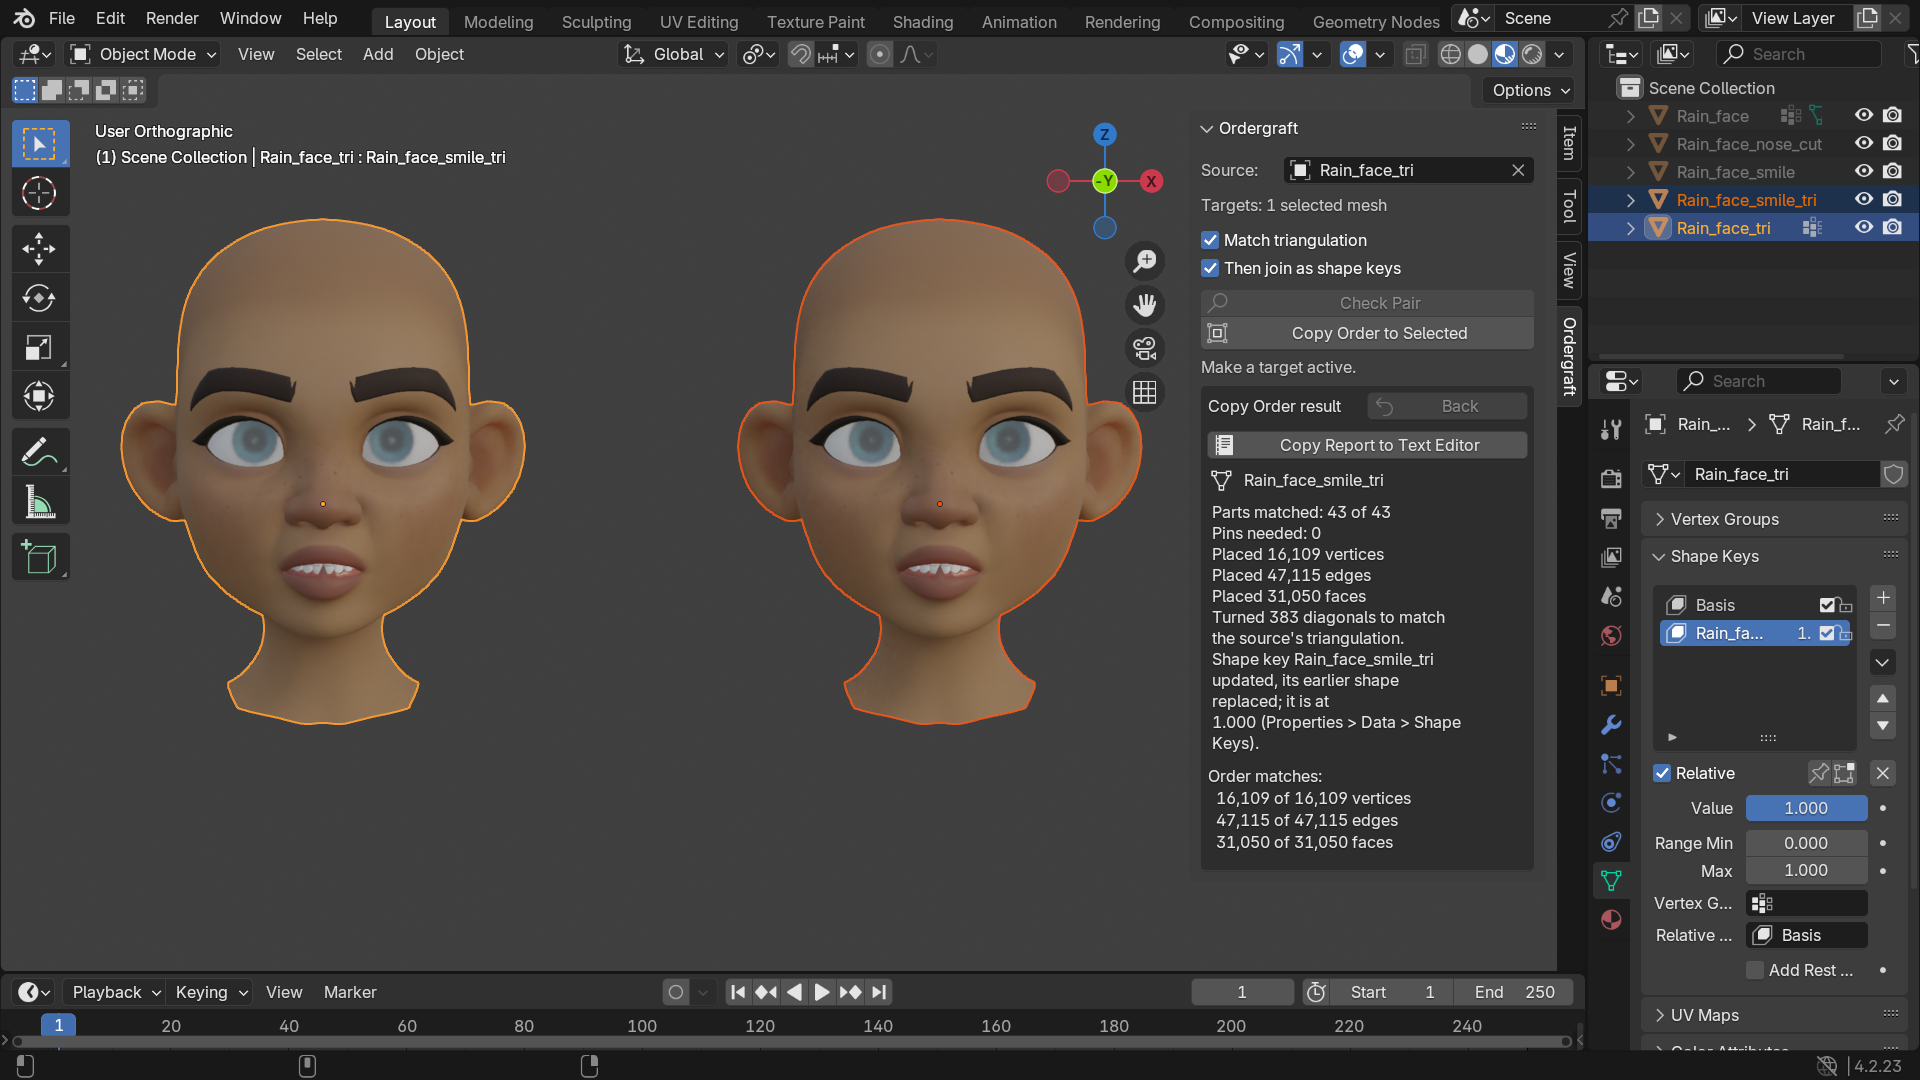 File Edit Render Window Help
Layout Modeling Sculpting UV Editing Texture Paint Shading Animation Rendering Compositing Geometry Nodes
Scene
View Layer
Object Mode View Select Add Object
Global
Search
Options
User Orthographic
(1) Scene Collection | Rain_face_tri : Rain_face_smile_tri
Z
-Y
X
Item
Tool
View
Ordergraft
Ordergraft
Source: Rain_face_tri
Targets: 1 selected mesh
Match triangulation
Then join as shape keys
Check Pair
Copy Order to Selected
Make a target active.
Copy Order result Back
Copy Report to Text Editor
Rain_face_smile_tri
Parts matched: 43 of 43
Pins needed: 0
Placed 16,109 vertices
Placed 47,115 edges
Placed 31,050 faces
Turned 383 diagonals to match
the source's triangulation.
Shape key Rain_face_smile_tri
updated, its earlier shape
replaced; it is at
1.000 (Properties > Data > Shape
Keys).
Order matches:
16,109 of 16,109 vertices
47,115 of 47,115 edges
31,050 of 31,050 faces
Scene Collection
Rain_face
Rain_face_nose_cut
Rain_face_smile
Rain_face_smile_tri
Rain_face_tri
Search
Rain_... Rain_f...
Rain_face_tri
Vertex Groups
Shape Keys
Basis
Rain_fa... 1.
Relative
Value 1.000
Range Min 0.000
Max 1.000
Vertex G...
Relative ... Basis
Add Rest ...
UV Maps
Playback Keying View Marker
1
Start 1
End 250
1 20 40 60 80 100 120 140 160 180 200 220 240
4.2.23